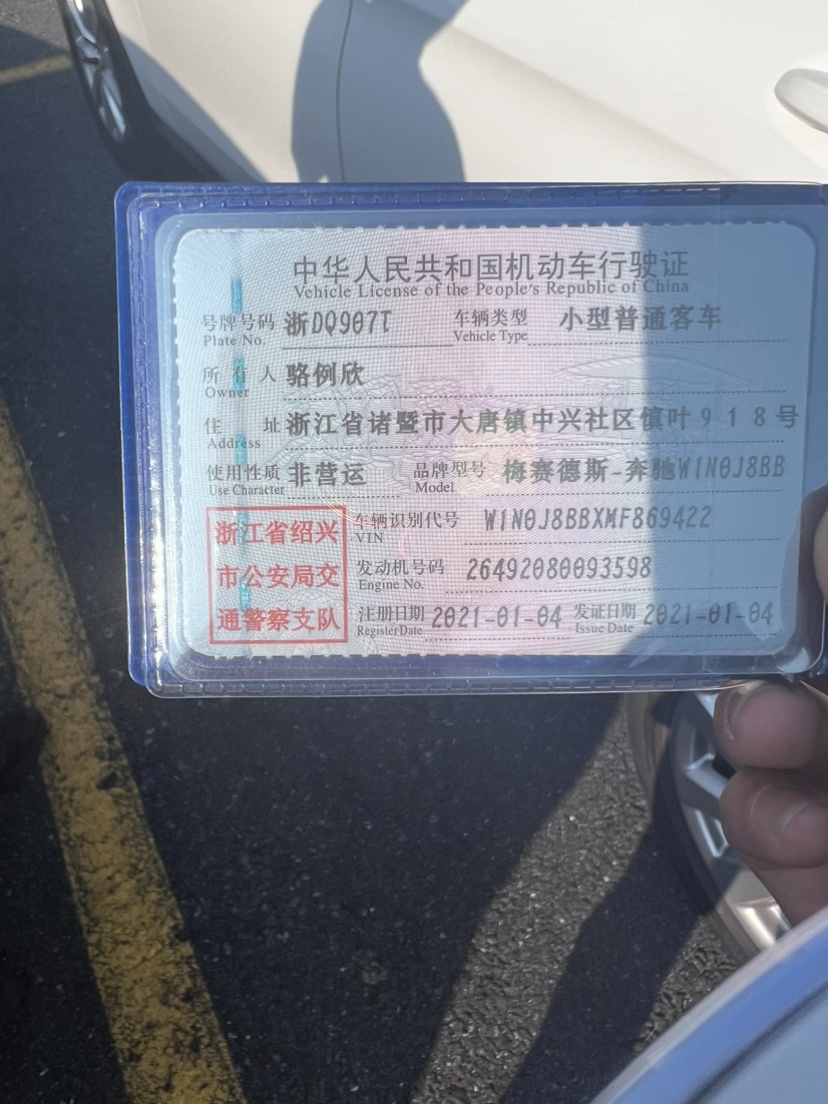 中华人民共和国机动车行驶证
Vehicle License of the People's Republic of China
号牌号码 浙DQ907T 车辆类型 小型普通客车
Plate No. Vehicle Type
所有人 骆例欣
Owner
住址 浙江省诸暨市大唐镇中兴社区慎叶918号
Address
使用性质 非营运 品牌型号 梅赛德斯-奔驰W1N0J8BB
Use Character Model
浙江省绍兴
市公安局交
通警察支队
车辆识别代号 W1N0J8BBXMF869422
VIN
发动机号码 26492080093598
Engine No.
注册日期 2021-01-04 发证日期 2021-01-04
Register Date Issue Date